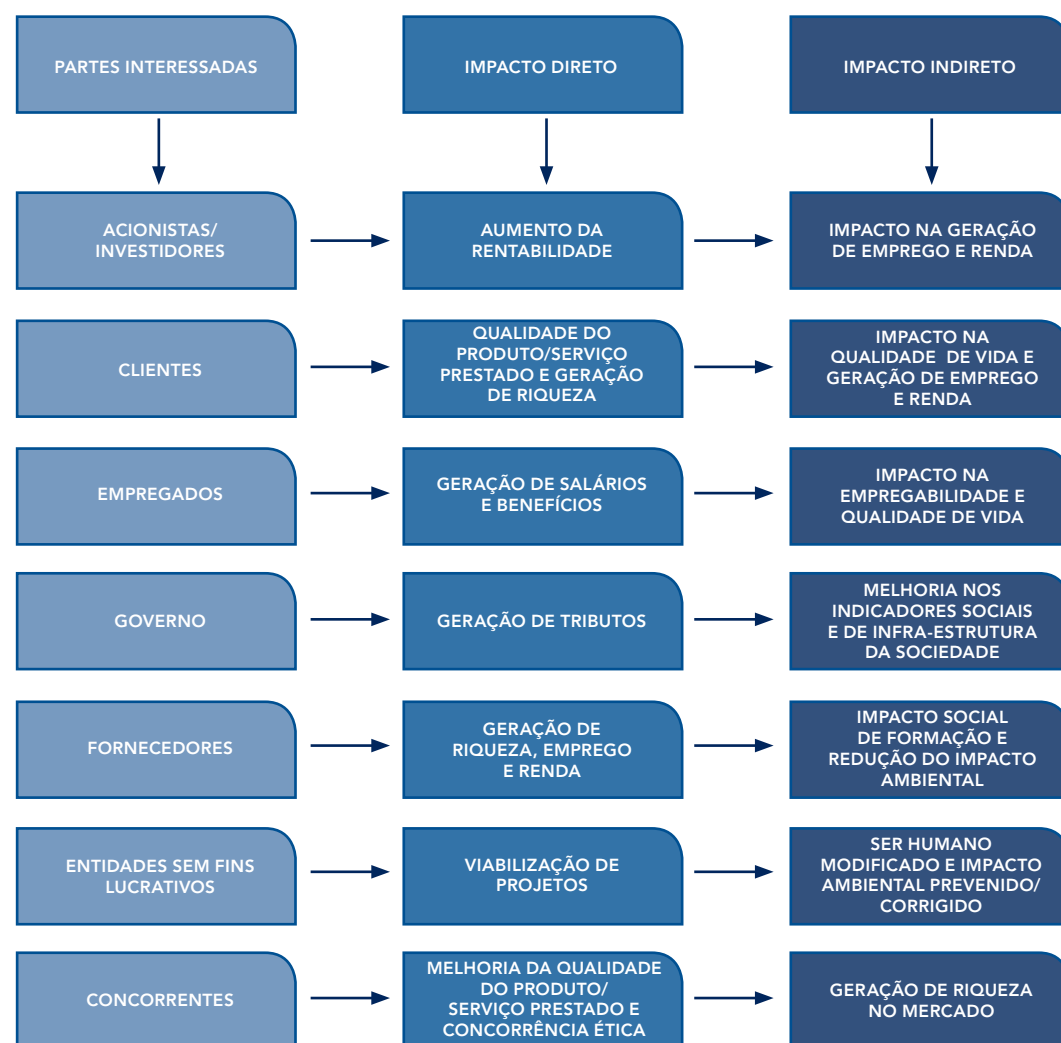 PARTES INTERESSADAS
IMPACTO DIRETO
IMPACTO INDIRETO
ACIONISTAS/
INVESTIDORES
AUMENTO DA
RENTABILIDADE
IMPACTO NA GERAÇÃO
DE EMPREGO E RENDA
CLIENTES
QUALIDADE DO
PRODUTO/SERVIÇO
PRESTADO E GERAÇÃO
DE RIQUEZA
IMPACTO NA
QUALIDADE DE VIDA E
GERAÇÃO DE EMPREGO
E RENDA
EMPREGADOS
GERAÇÃO DE SALÁRIOS
E BENEFÍCIOS
IMPACTO NA
EMPREGABILIDADE E
QUALIDADE DE VIDA
GOVERNO
GERAÇÃO DE TRIBUTOS
MELHORIA NOS
INDICADORES SOCIAIS
E DE INFRA-ESTRUTURA
DA SOCIEDADE
FORNECEDORES
GERAÇÃO DE
RIQUEZA, EMPREGO
E RENDA
IMPACTO SOCIAL
DE FORMAÇÃO E
REDUÇÃO DO IMPACTO
AMBIENTAL
ENTIDADES SEM FINS
LUCRATIVOS
VIABILIZAÇÃO DE
PROJETOS
SER HUMANO
MODIFICADO E IMPACTO
AMBIENTAL PREVENIDO/
CORRIGIDO
CONCORRENTES
MELHORIA DA QUALIDADE
DO PRODUTO/
SERVIÇO PRESTADO E
CONCORRÊNCIA ÉTICA
GERAÇÃO DE RIQUEZA
NO MERCADO